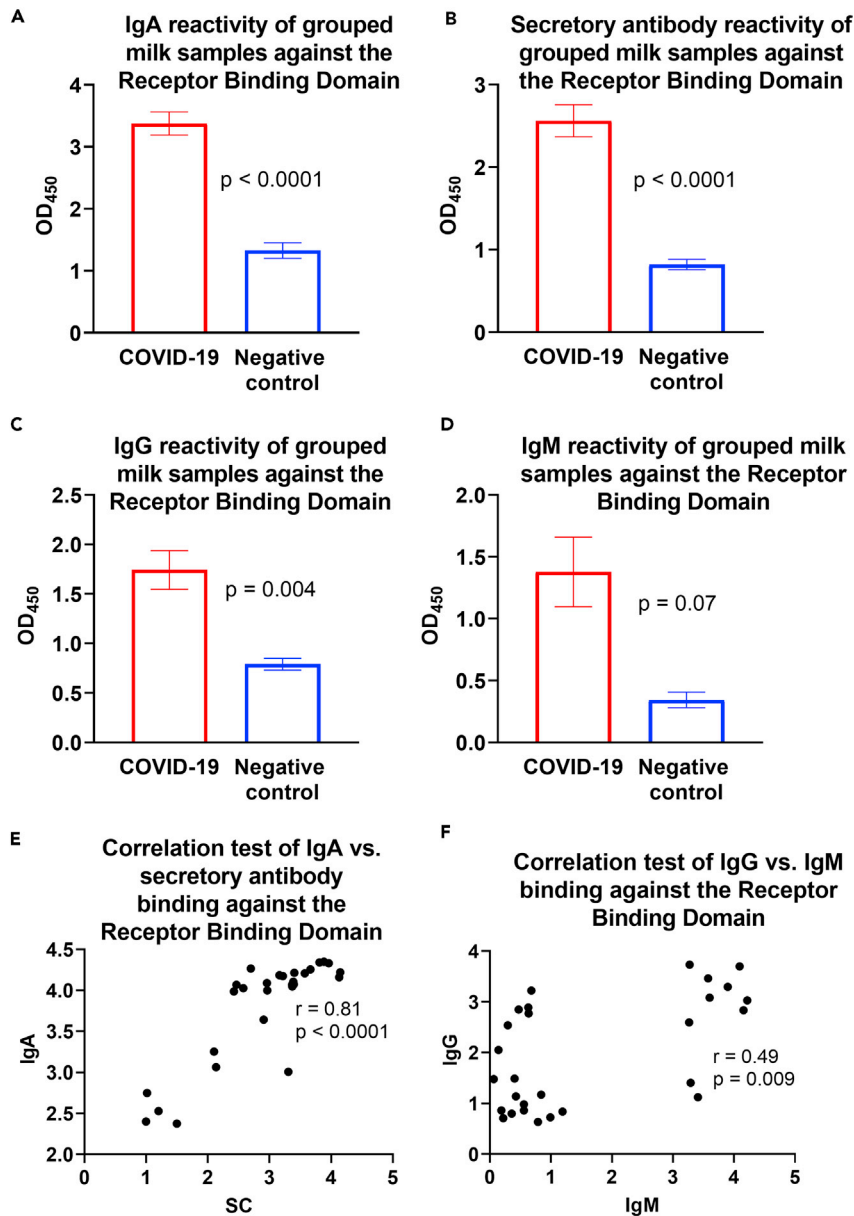 A
IgA reactivity of grouped
milk samples against the
Receptor Binding Domain
4
3
2
1
0
OD450
p < 0.0001
COVID-19
Negative
control
B
Secretory antibody reactivity of
grouped milk samples against
the Receptor Binding Domain
3
2
1
0
OD450
p < 0.0001
COVID-19
Negative
control
C
IgG reactivity of grouped
milk samples against the
Receptor Binding Domain
2.5
2.0
1.5
1.0
0.5
0.0
OD450
p = 0.004
COVID-19
Negative
control
D
IgM reactivity of grouped milk
samples against the Receptor
Binding Domain
2.0
1.5
1.0
0.5
0.0
OD450
p = 0.07
COVID-19
Negative
control
E
Correlation test of IgA vs.
secretory antibody
binding against the
Receptor Binding Domain
4.5
4.0
3.5
3.0
2.5
2.0
IgA
r = 0.81
p < 0.0001
0 1 2 3 4 5
SC
F
Correlation test of IgG vs. IgM
binding against the Receptor
Binding Domain
4
3
2
1
0
IgG
r = 0.49
p = 0.009
0 1 2 3 4 5
IgM